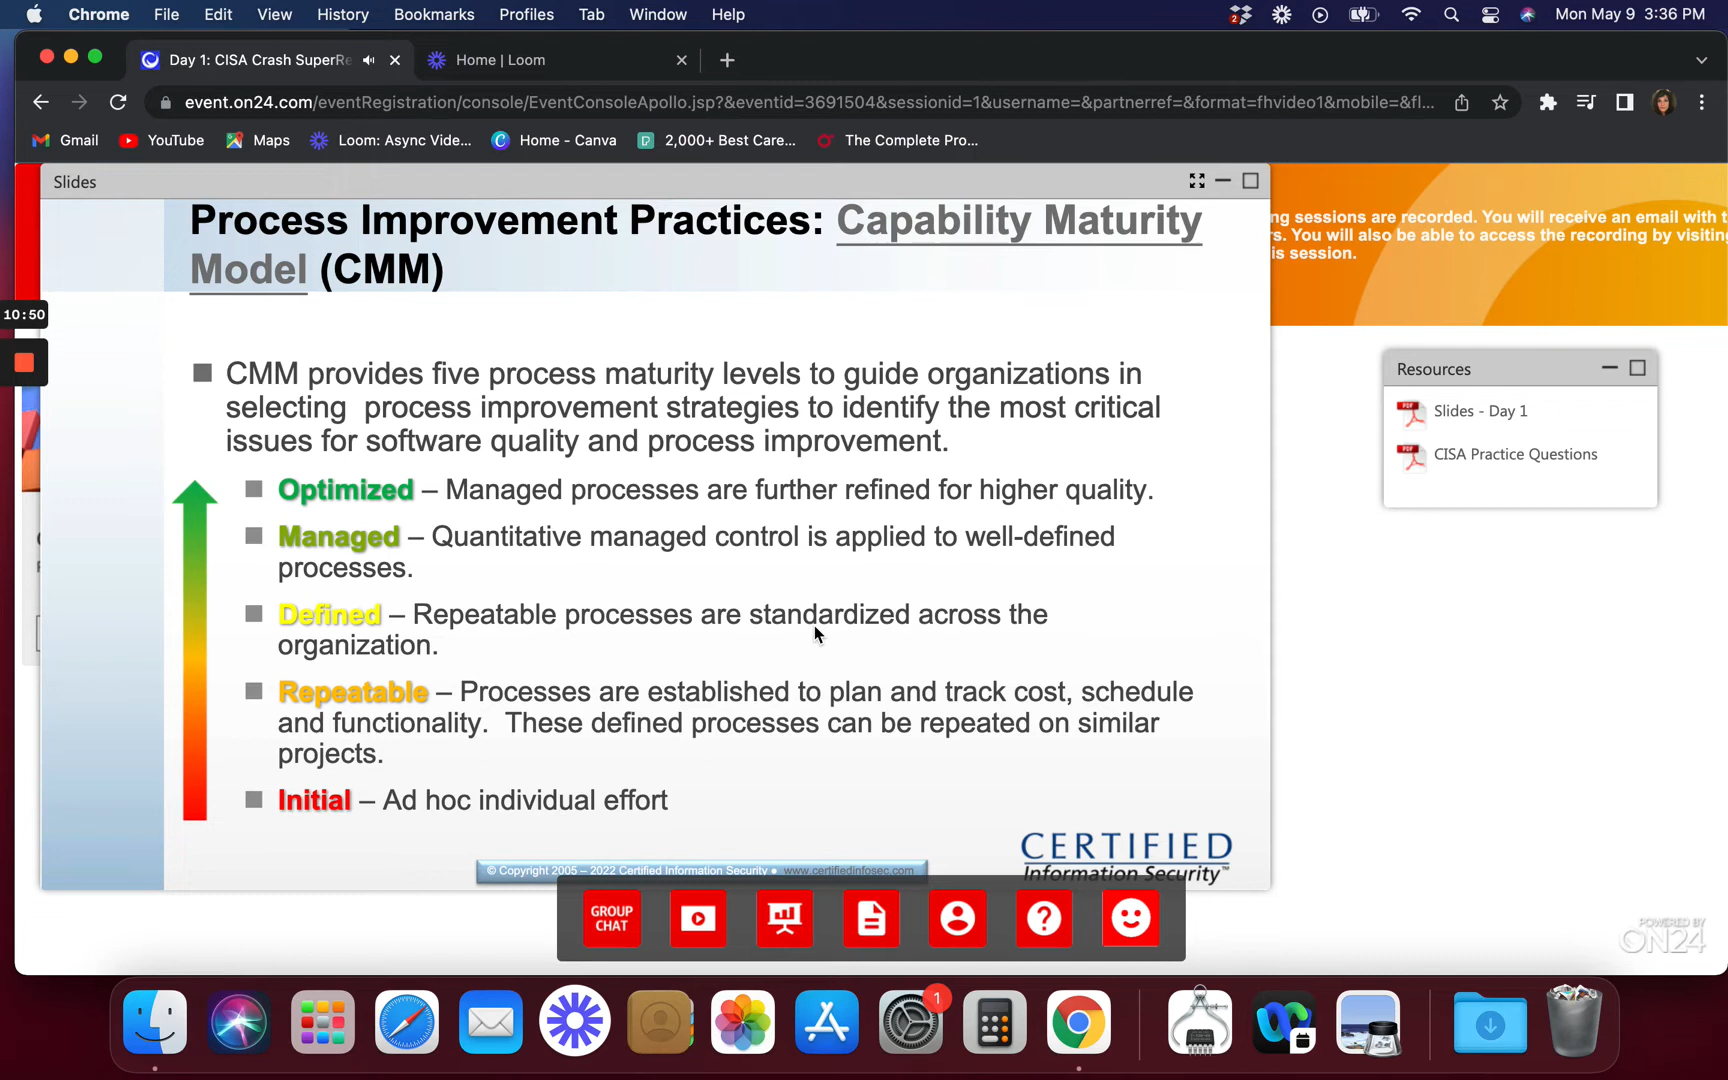 Chrome File Edit View History Bookmarks Profiles Tab Window Help
2
Mon May 9 3:36 PM
Day 1: CISA Crash SuperRe
Home | Loom
event.on24.com/eventRegistration/console/EventConsoleApollo.jsp?&eventid=3691504&sessionid=1&username=&partnerref=&format=fhvideo1&mobile=&fl...
Gmail YouTube Maps Loom: Async Vide... Home - Canva 2,000+ Best Care... The Complete Pro...
Slides
Process Improvement Practices: Capability Maturity
Model (CMM)
ng sessions are recorded. You will receive an email with t
rs. You will also be able to access the recording by visiting
is session.
10:50
CMM provides five process maturity levels to guide organizations in
selecting process improvement strategies to identify the most critical
issues for software quality and process improvement.
Optimized – Managed processes are further refined for higher quality.
Managed – Quantitative managed control is applied to well-defined
processes.
Defined – Repeatable processes are standardized across the
organization.
Repeatable – Processes are established to plan and track cost, schedule
and functionality. These defined processes can be repeated on similar
projects.
Initial – Ad hoc individual effort
© Copyright 2005 – 2022 Certified Information Security ● www.certifiedinfosec.com
CERTIFIED
Information Security™
Resources
Slides - Day 1
CISA Practice Questions
GROUP
CHAT
POWERED BY
ON24
1